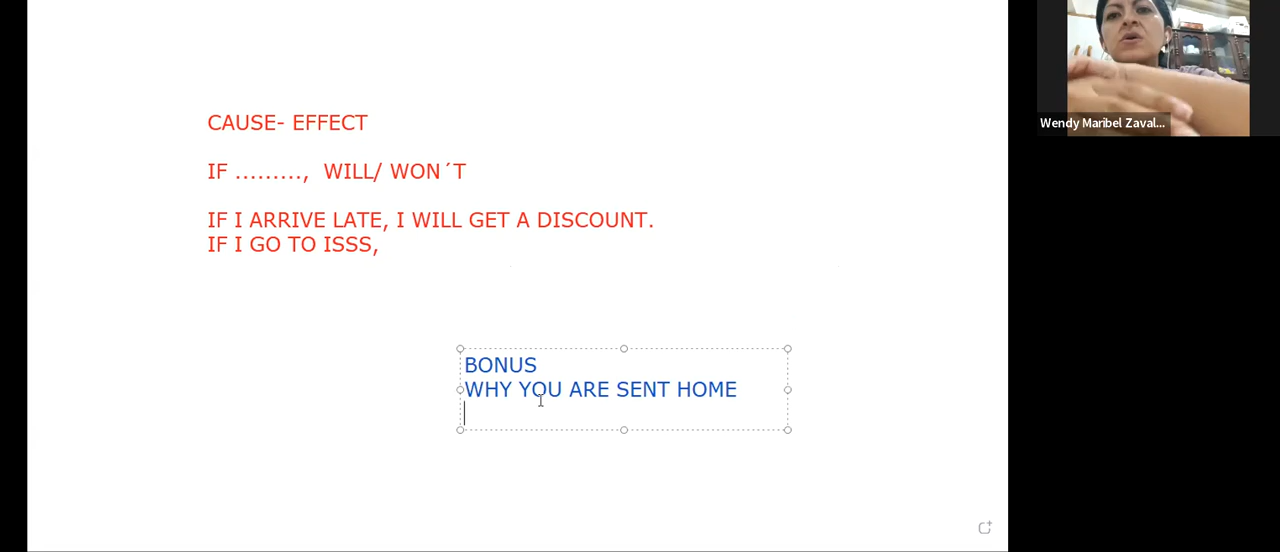 CAUSE- EFFECT
IF ........., WILL/ WON´T
IF I ARRIVE LATE, I WILL GET A DISCOUNT.
IF I GO TO ISSS,
BONUS
WHY YOU ARE SENT HOME
Wendy Maribel Zaval...